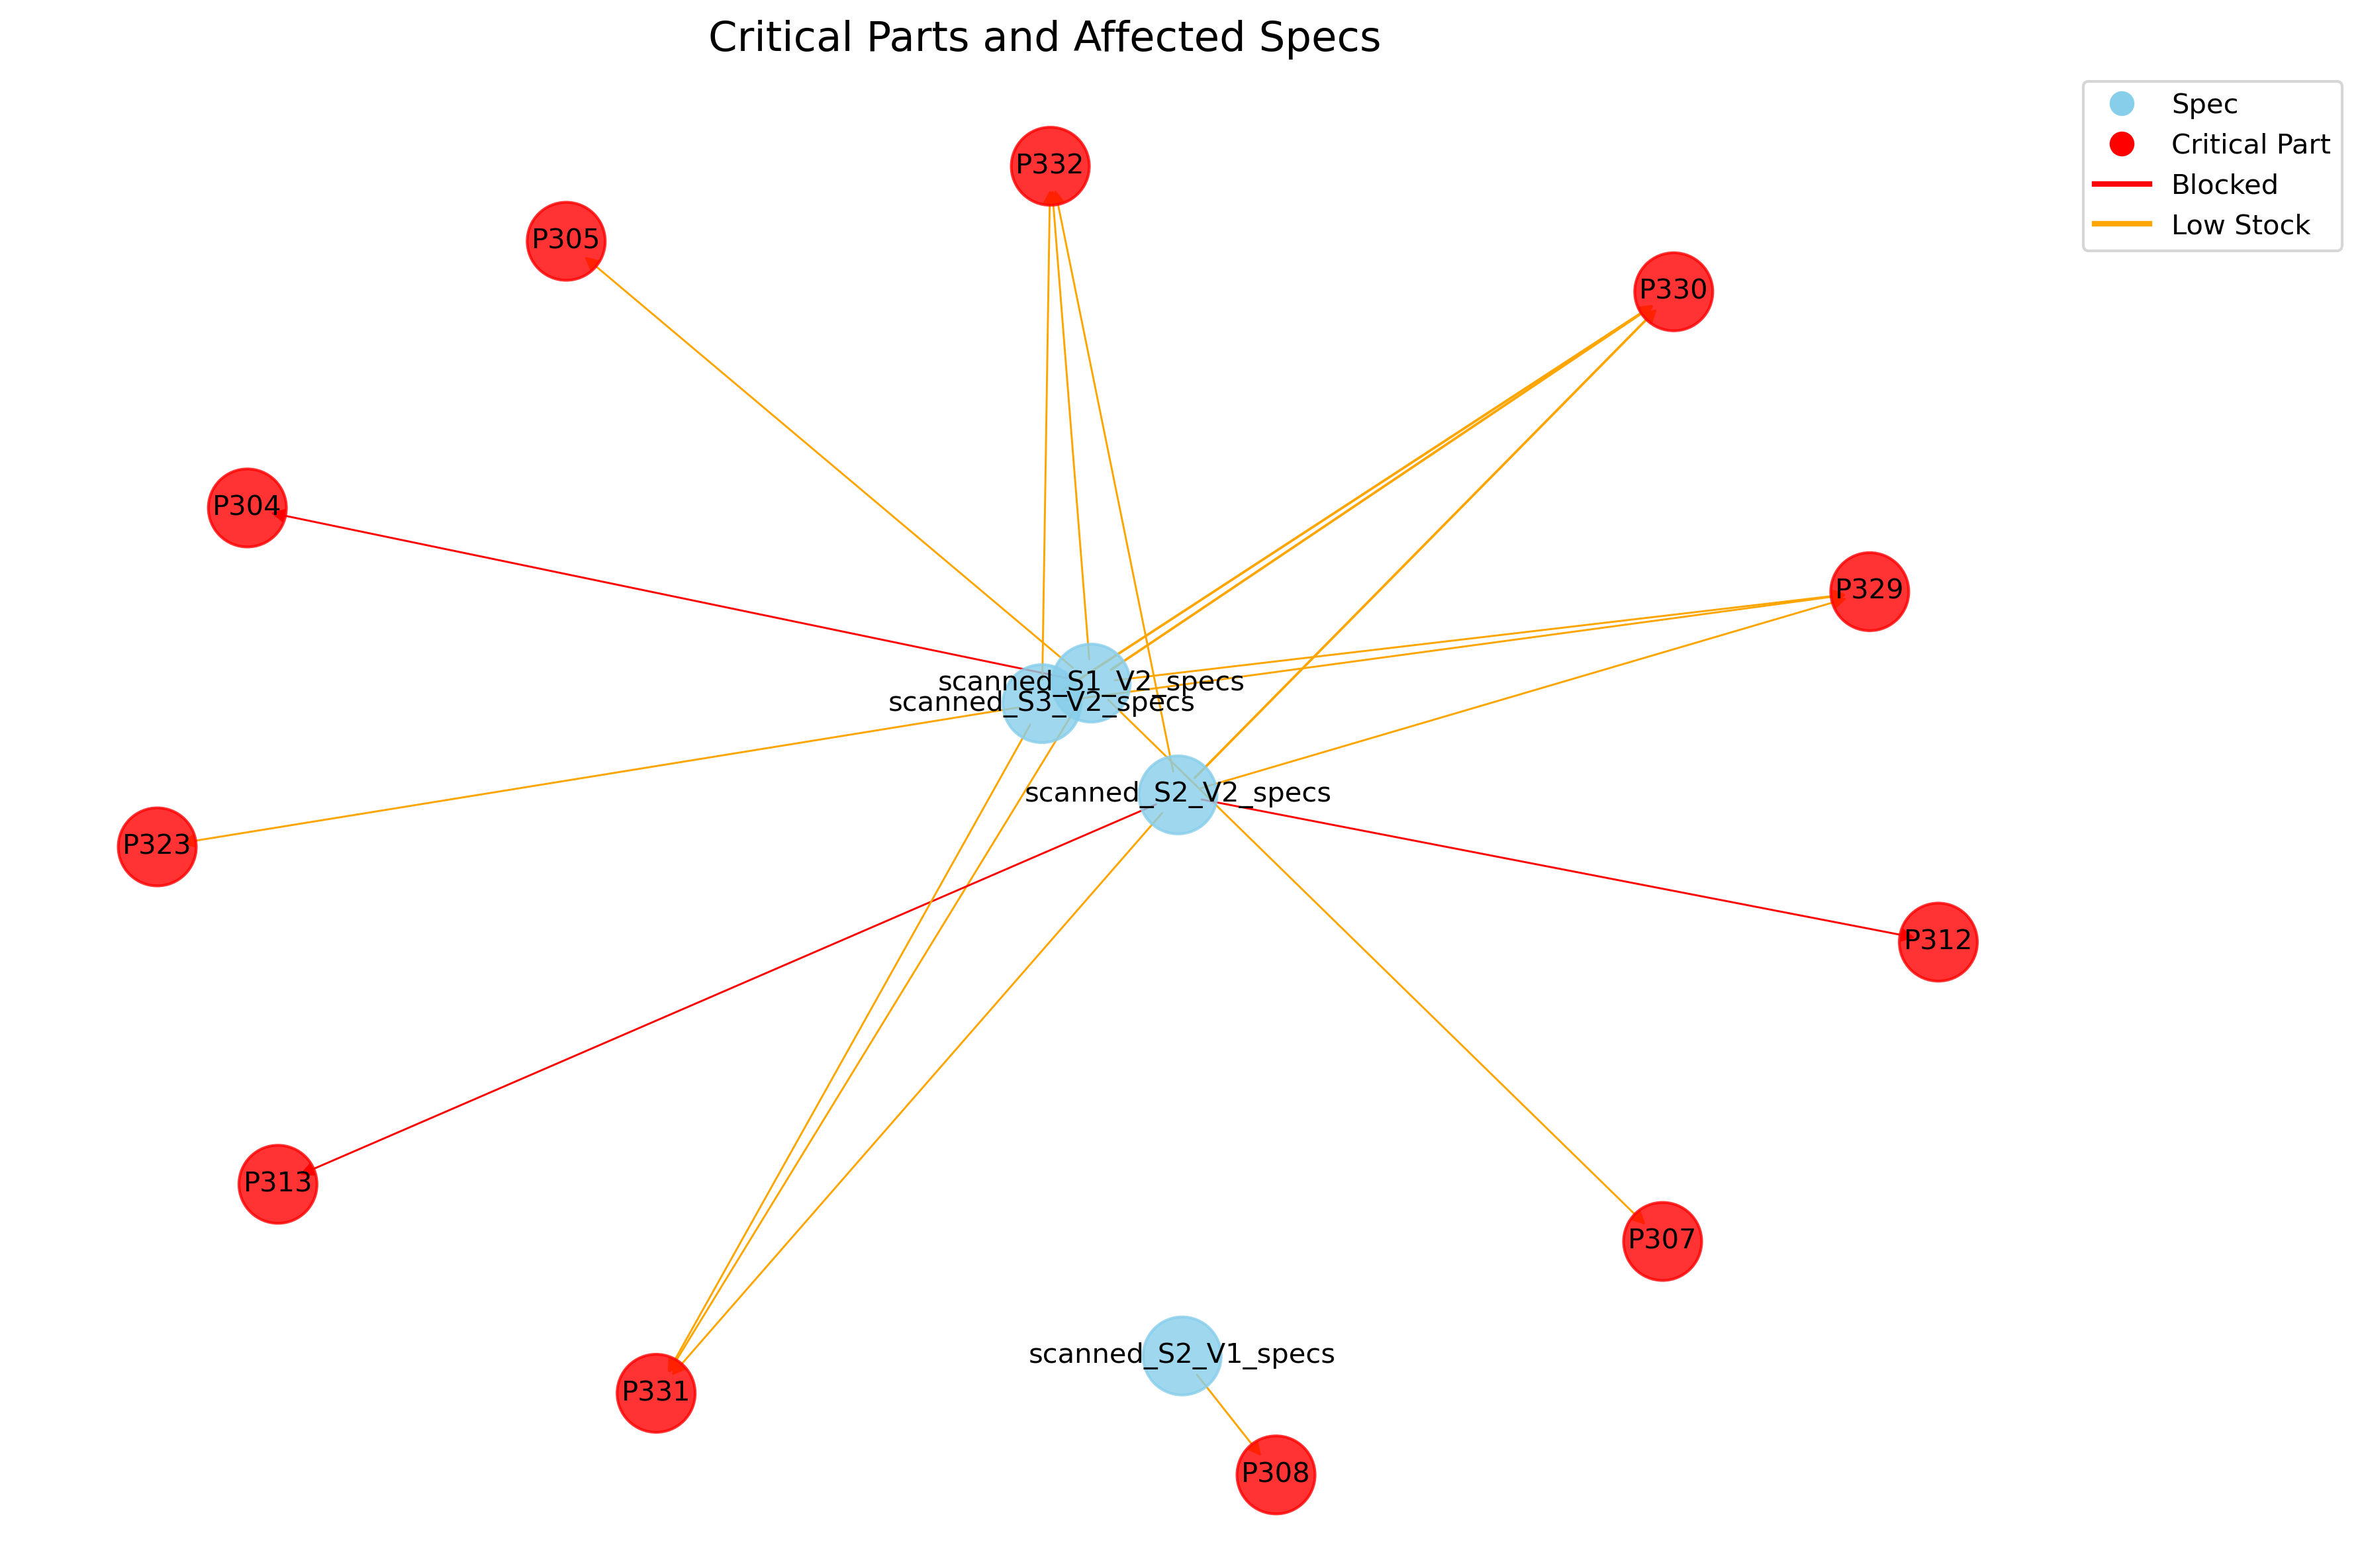 Critical Parts and Affected Specs
Spec
Critical Part
Blocked
Low Stock
P332
P305
P330
P304
P329
scanned_S1_V2_specs
scanned_S3_V2_specs
scanned_S2_V2_specs
P323
P312
P313
P307
scanned_S2_V1_specs
P331
P308